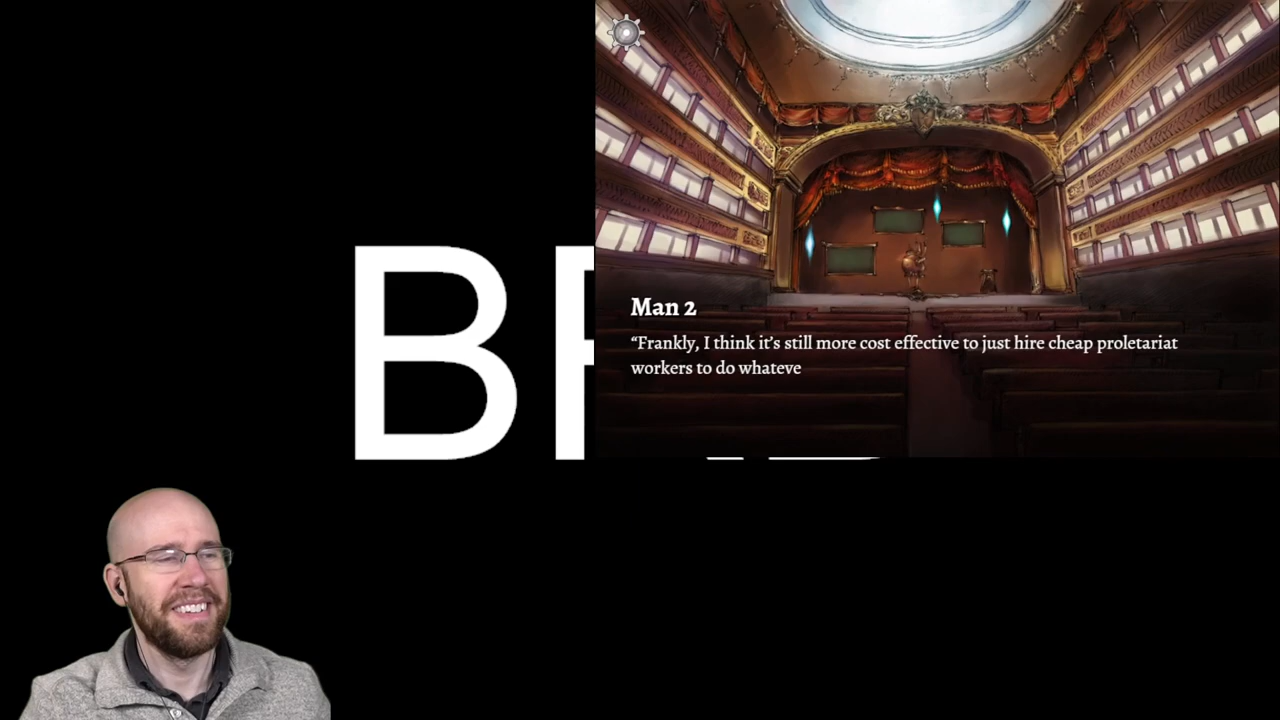 BR
Man 2
“Frankly, I think it's still more cost effective to just hire cheap proletariat
workers to do whateve